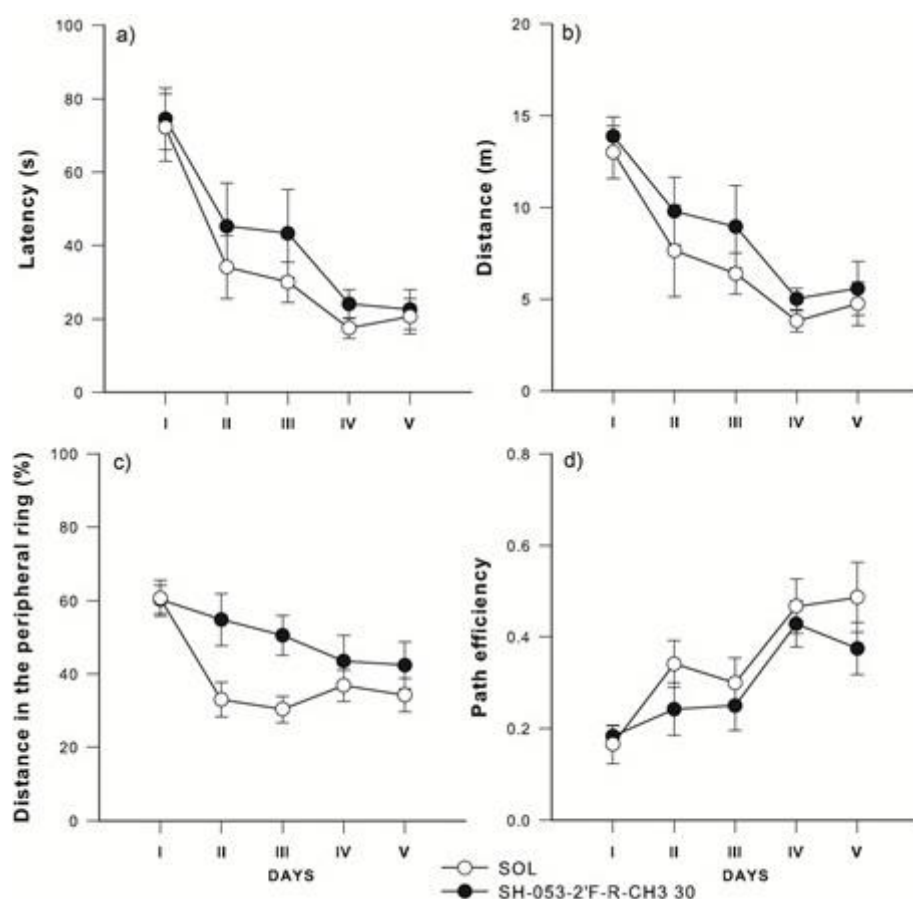 a)
Latency (s)
100
80
60
40
20
0
I II III IV V
b)
Distance (m)
20
15
10
5
0
I II III IV V
c)
Distance in the peripheral ring (%)
100
80
60
40
20
0
I II III IV V
DAYS
d)
Path efficiency
0.8
0.6
0.4
0.2
0.0
I II III IV V
DAYS
SOL
SH-053-2'F-R-CH3 30